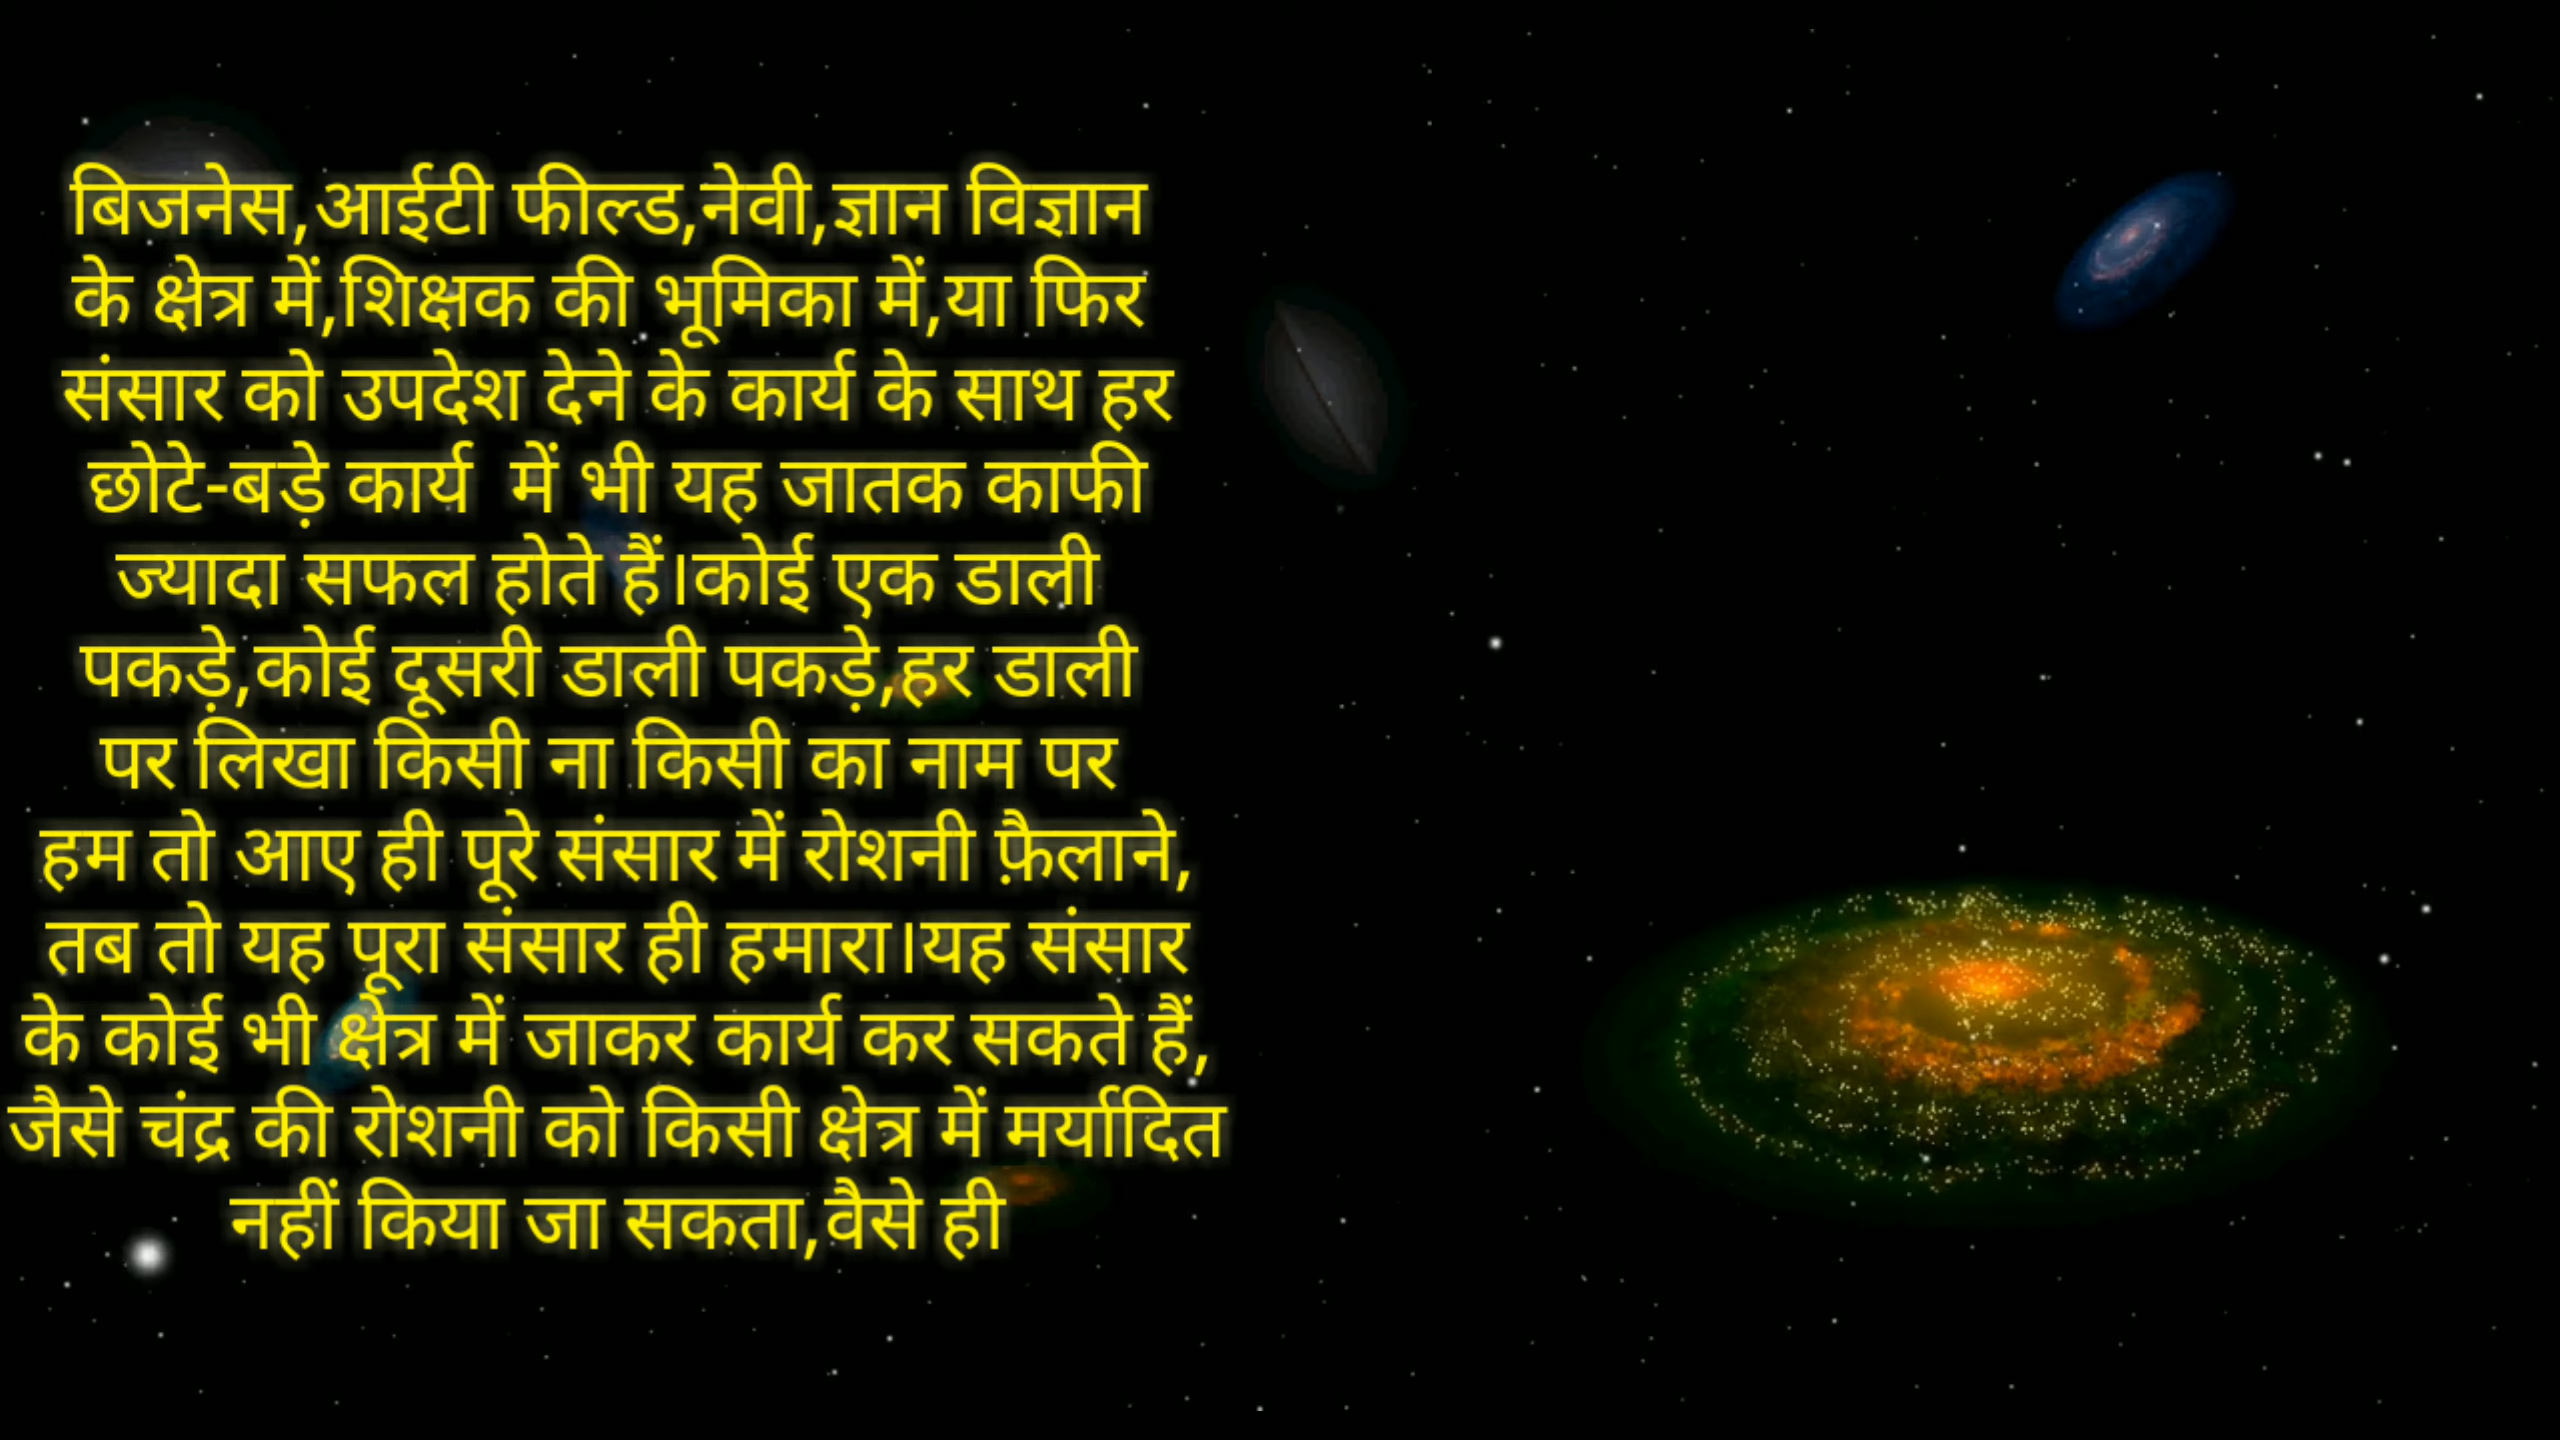 बिजनेस,आईटी फील्ड,नेवी,ज्ञान विज्ञान
के क्षेत्र में,शिक्षक की भूमिका में,या फिर
संसार को उपदेश देने के कार्य के साथ हर
छोटे-बड़े कार्य  में भी यह जातक काफी
ज्यादा सफल होते हैं।कोई एक डाली
पकड़े,कोई दूसरी डाली पकड़े,हर डाली
पर लिखा किसी ना किसी का नाम पर
हम तो आए ही पूरे संसार में रोशनी फ़ैलाने,
तब तो यह पूरा संसार ही हमारा।यह संसार
के कोई भी क्षेत्र में जाकर कार्य कर सकते हैं,
जैसे चंद्र की रोशनी को किसी क्षेत्र में मर्यादित
नहीं किया जा सकता,वैसे ही